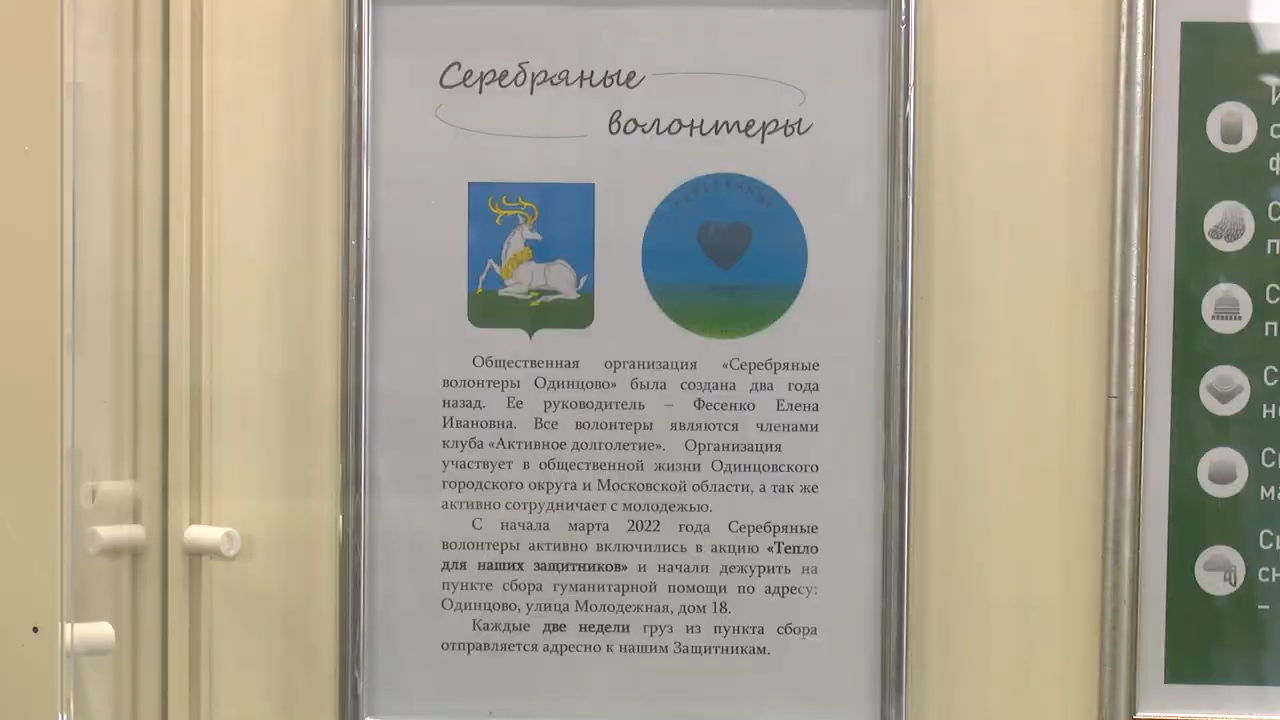 Серебряные
волонтеры
СЕРЕБРЯНЫЕ
Общественная организация «Серебряные
волонтеры Одинцово» была создана два года
назад. Ее руководитель – Фесенко Елена
Ивановна. Все волонтеры являются членами
клуба «Активное долголетие». Организация
участвует в общественной жизни Одинцовского
городского округа и Московской области, а так же
активно сотрудничает с молодежью.
С начала марта 2022 года Серебряные
волонтеры активно включились в акцию «Тепло
для наших защитников» и начали дежурить на
пункте сбора гуманитарной помощи по адресу:
Одинцово, улица Молодежная, дом 18.
Каждые две недели груз из пункта сбора
отправляется адресно к нашим Защитникам.